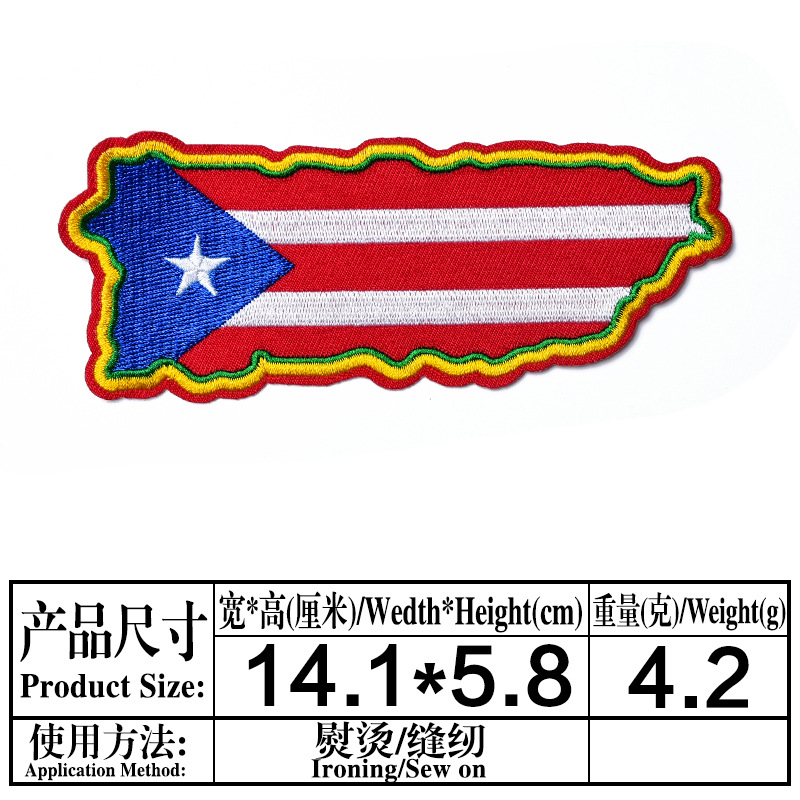 产品尺寸
Product Size:
宽*高(厘米)/Wedth*Height(cm)
重量(克)/Weight(g)
14.1*5.8
4.2
使用方法:
Application Method:
熨烫/缝纫
Ironing/Sew on